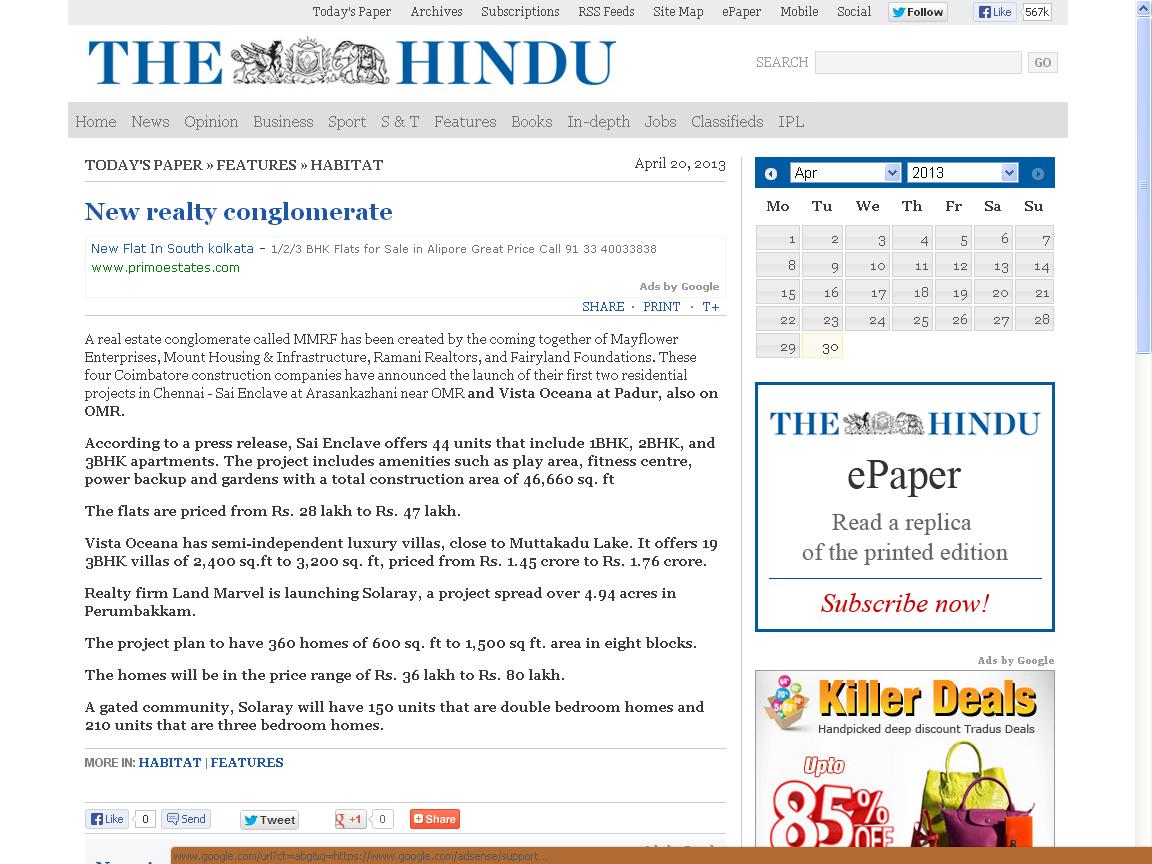 Today's Paper Archives Subscriptions RSS Feeds Site Map ePaper Mobile Social Follow Like 567k
THE HINDU
SEARCH GO
Home News Opinion Business Sport S & T Features Books In-depth Jobs Classifieds IPL
TODAY'S PAPER » FEATURES » HABITAT
April 20, 2013
New realty conglomerate
New Flat In South kolkata - 1/2/3 BHK Flats for Sale in Alipore Great Price Call 91 33 40033838
www.primoestates.com
Ads by Google
SHARE · PRINT · T+
A real estate conglomerate called MMRF has been created by the coming together of Mayflower
Enterprises, Mount Housing & Infrastructure, Ramani Realtors, and Fairyland Foundations. These
four Coimbatore construction companies have announced the launch of their first two residential
projects in Chennai - Sai Enclave at Arasankazhani near OMR and Vista Oceana at Padur, also on
OMR.
According to a press release, Sai Enclave offers 44 units that include 1BHK, 2BHK, and
3BHK apartments. The project includes amenities such as play area, fitness centre,
power backup and gardens with a total construction area of 46,660 sq. ft
The flats are priced from Rs. 28 lakh to Rs. 47 lakh.
Vista Oceana has semi-independent luxury villas, close to Muttakadu Lake. It offers 19
3BHK villas of 2,400 sq.ft to 3,200 sq. ft, priced from Rs. 1.45 crore to Rs. 1.76 crore.
Realty firm Land Marvel is launching Solaray, a project spread over 4.94 acres in
Perumbakkam.
The project plan to have 360 homes of 600 sq. ft to 1,500 sq ft. area in eight blocks.
The homes will be in the price range of Rs. 36 lakh to Rs. 80 lakh.
A gated community, Solaray will have 150 units that are double bedroom homes and
210 units that are three bedroom homes.
MORE IN: HABITAT | FEATURES
Like 0 Send Tweet +1 0 Share
www.google.com/url?ct=abg&q=https://www.google.com/adsense/support...
Apr 2013
Mo Tu We Th Fr Sa Su
1 2 3 4 5 6 7
8 9 10 11 12 13 14
15 16 17 18 19 20 21
22 23 24 25 26 27 28
29 30
THE HINDU
ePaper
Read a replica
of the printed edition
Subscribe now!
Ads by Google
Killer Deals
Handpicked deep discount Tradus Deals
Upto
85%
OFF